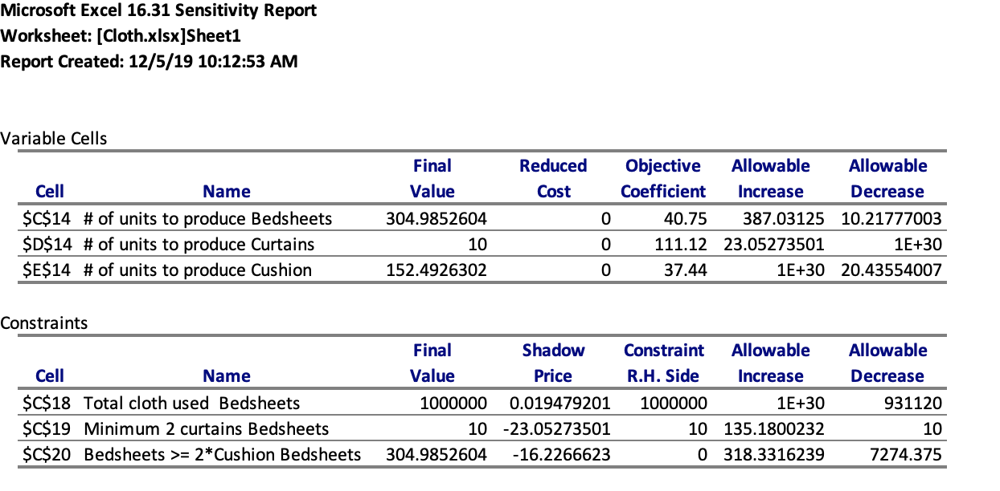 Microsoft Excel 16.31 Sensitivity Report
Worksheet: [Cloth.xlsx]Sheet1
Report Created: 12/5/19 10:12:53 AM
Variable Cells
Final Reduced Objective Allowable Allowable
Cell Name Value Cost Coefficient Increase Decrease
$C$14 # of units to produce Bedsheets 304.9852604 0 40.75 387.03125 10.21777003
$D$14 # of units to produce Curtains 10 0 111.12 23.05273501 1E+30
$E$14 # of units to produce Cushion 152.4926302 0 37.44 1E+30 20.43554007
Constraints
Final Shadow Constraint Allowable Allowable
Cell Name Value Price R.H. Side Increase Decrease
$C$18 Total cloth used Bedsheets 1000000 0.019479201 1000000 1E+30 931120
$C$19 Minimum 2 curtains Bedsheets 10 -23.05273501 10 135.1800232 10
$C$20 Bedsheets >= 2*Cushion Bedsheets 304.9852604 -16.2266623 0 318.3316239 7274.375